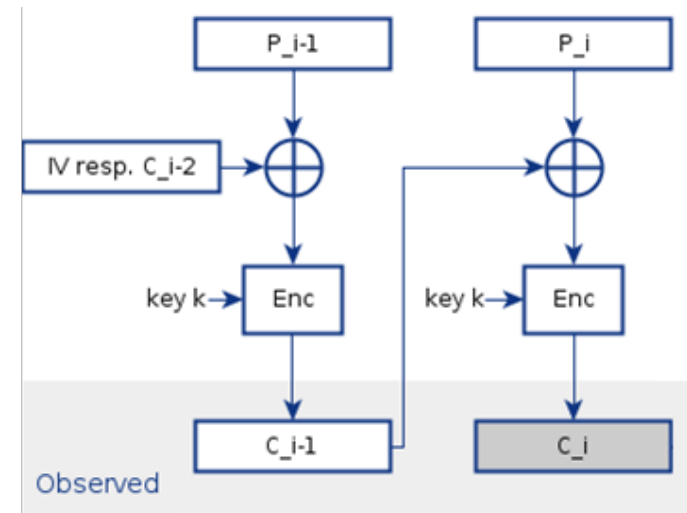 P_i-1
P_i
IV resp. C_i-2
key k
Enc
key k
Enc
C_i-1
C_i
Observed